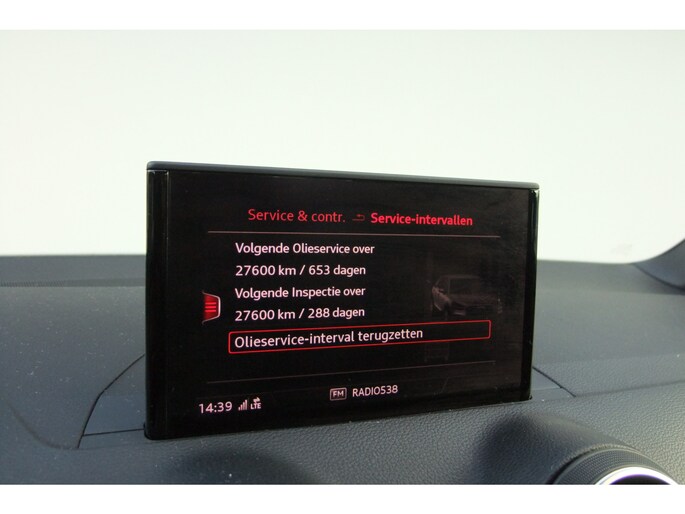 Service & contr. Service-intervallen
Volgende Olieservice over
27600 km / 653 dagen
Volgende Inspectie over
27600 km / 288 dagen
Olieservice-interval terugzetten
FM RADIO538
14:39 LTE